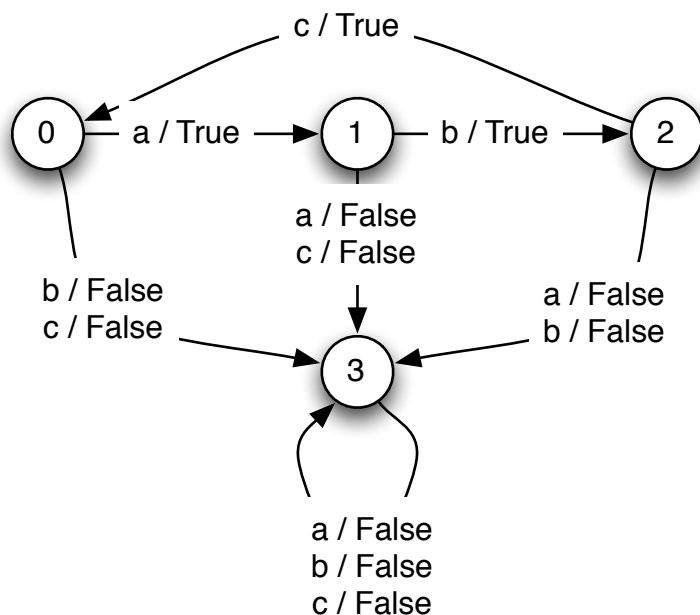 c / True
0
a / True
1
b / True
2
a / False
c / False
b / False
c / False
a / False
b / False
3
a / False
b / False
c / False